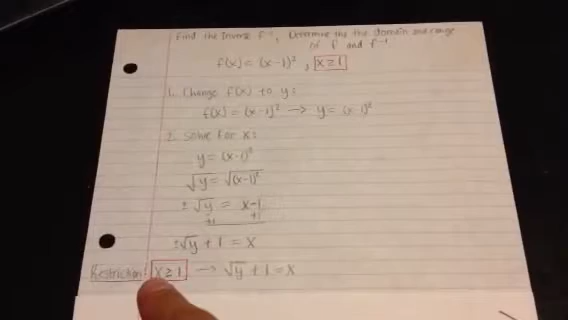 Find the Inverse f⁻¹, Determine the the domain and range
of f and f⁻¹
f(x) = (x-1)² , x ≥ 1
1. Change f(x) to y:
f(x) = (x-1)² → y = (x-1)²
2. Solve for x:
y = (x-1)²
√y = √(x-1)²
± √y = x-1
+1 +1
±√y + 1 = x
Restriction: x ≥ 1 → √y + 1 = x